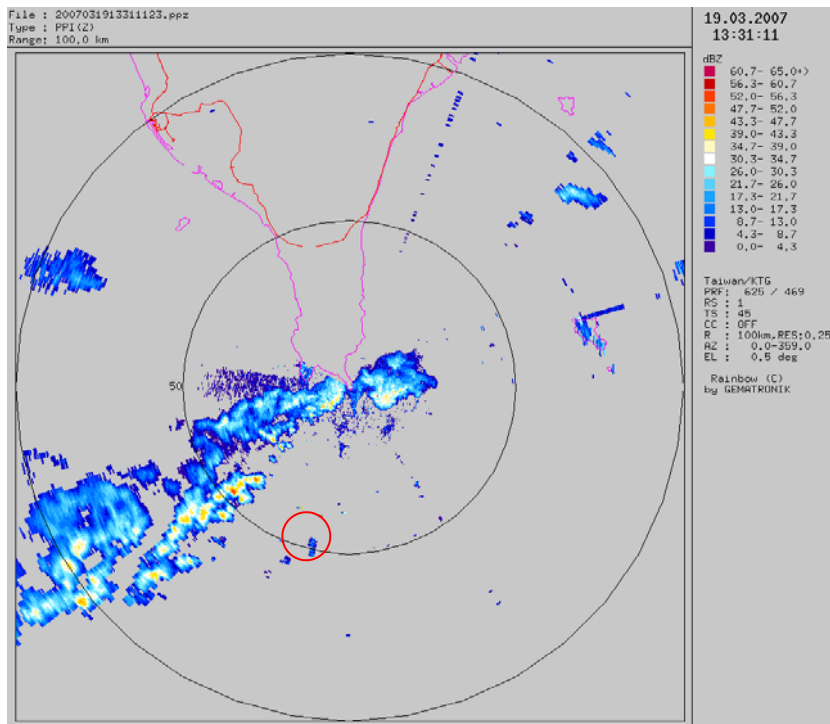 File : 2007031913311123.ppz
Type : PPI(Z)
Range: 100.0 km
19.03.2007
13:31:11
dBZ
60.7- 65.0+>
56.3- 60.7
52.0- 56.3
47.7- 52.0
43.3- 47.7
39.0- 43.3
34.7- 39.0
30.3- 34.7
26.0- 30.3
21.7- 26.0
17.3- 21.7
13.0- 17.3
8.7- 13.0
4.3- 8.7
0.0- 4.3
Taiwan/KTG
PRF: 625 / 469
RS : 1
TS : 45
CC : OFF
R : 100km,RES:0.25
AZ : 0.0-359.0
EL : 0.5 deg
Rainbow (C)
by GEMATRONIK
50